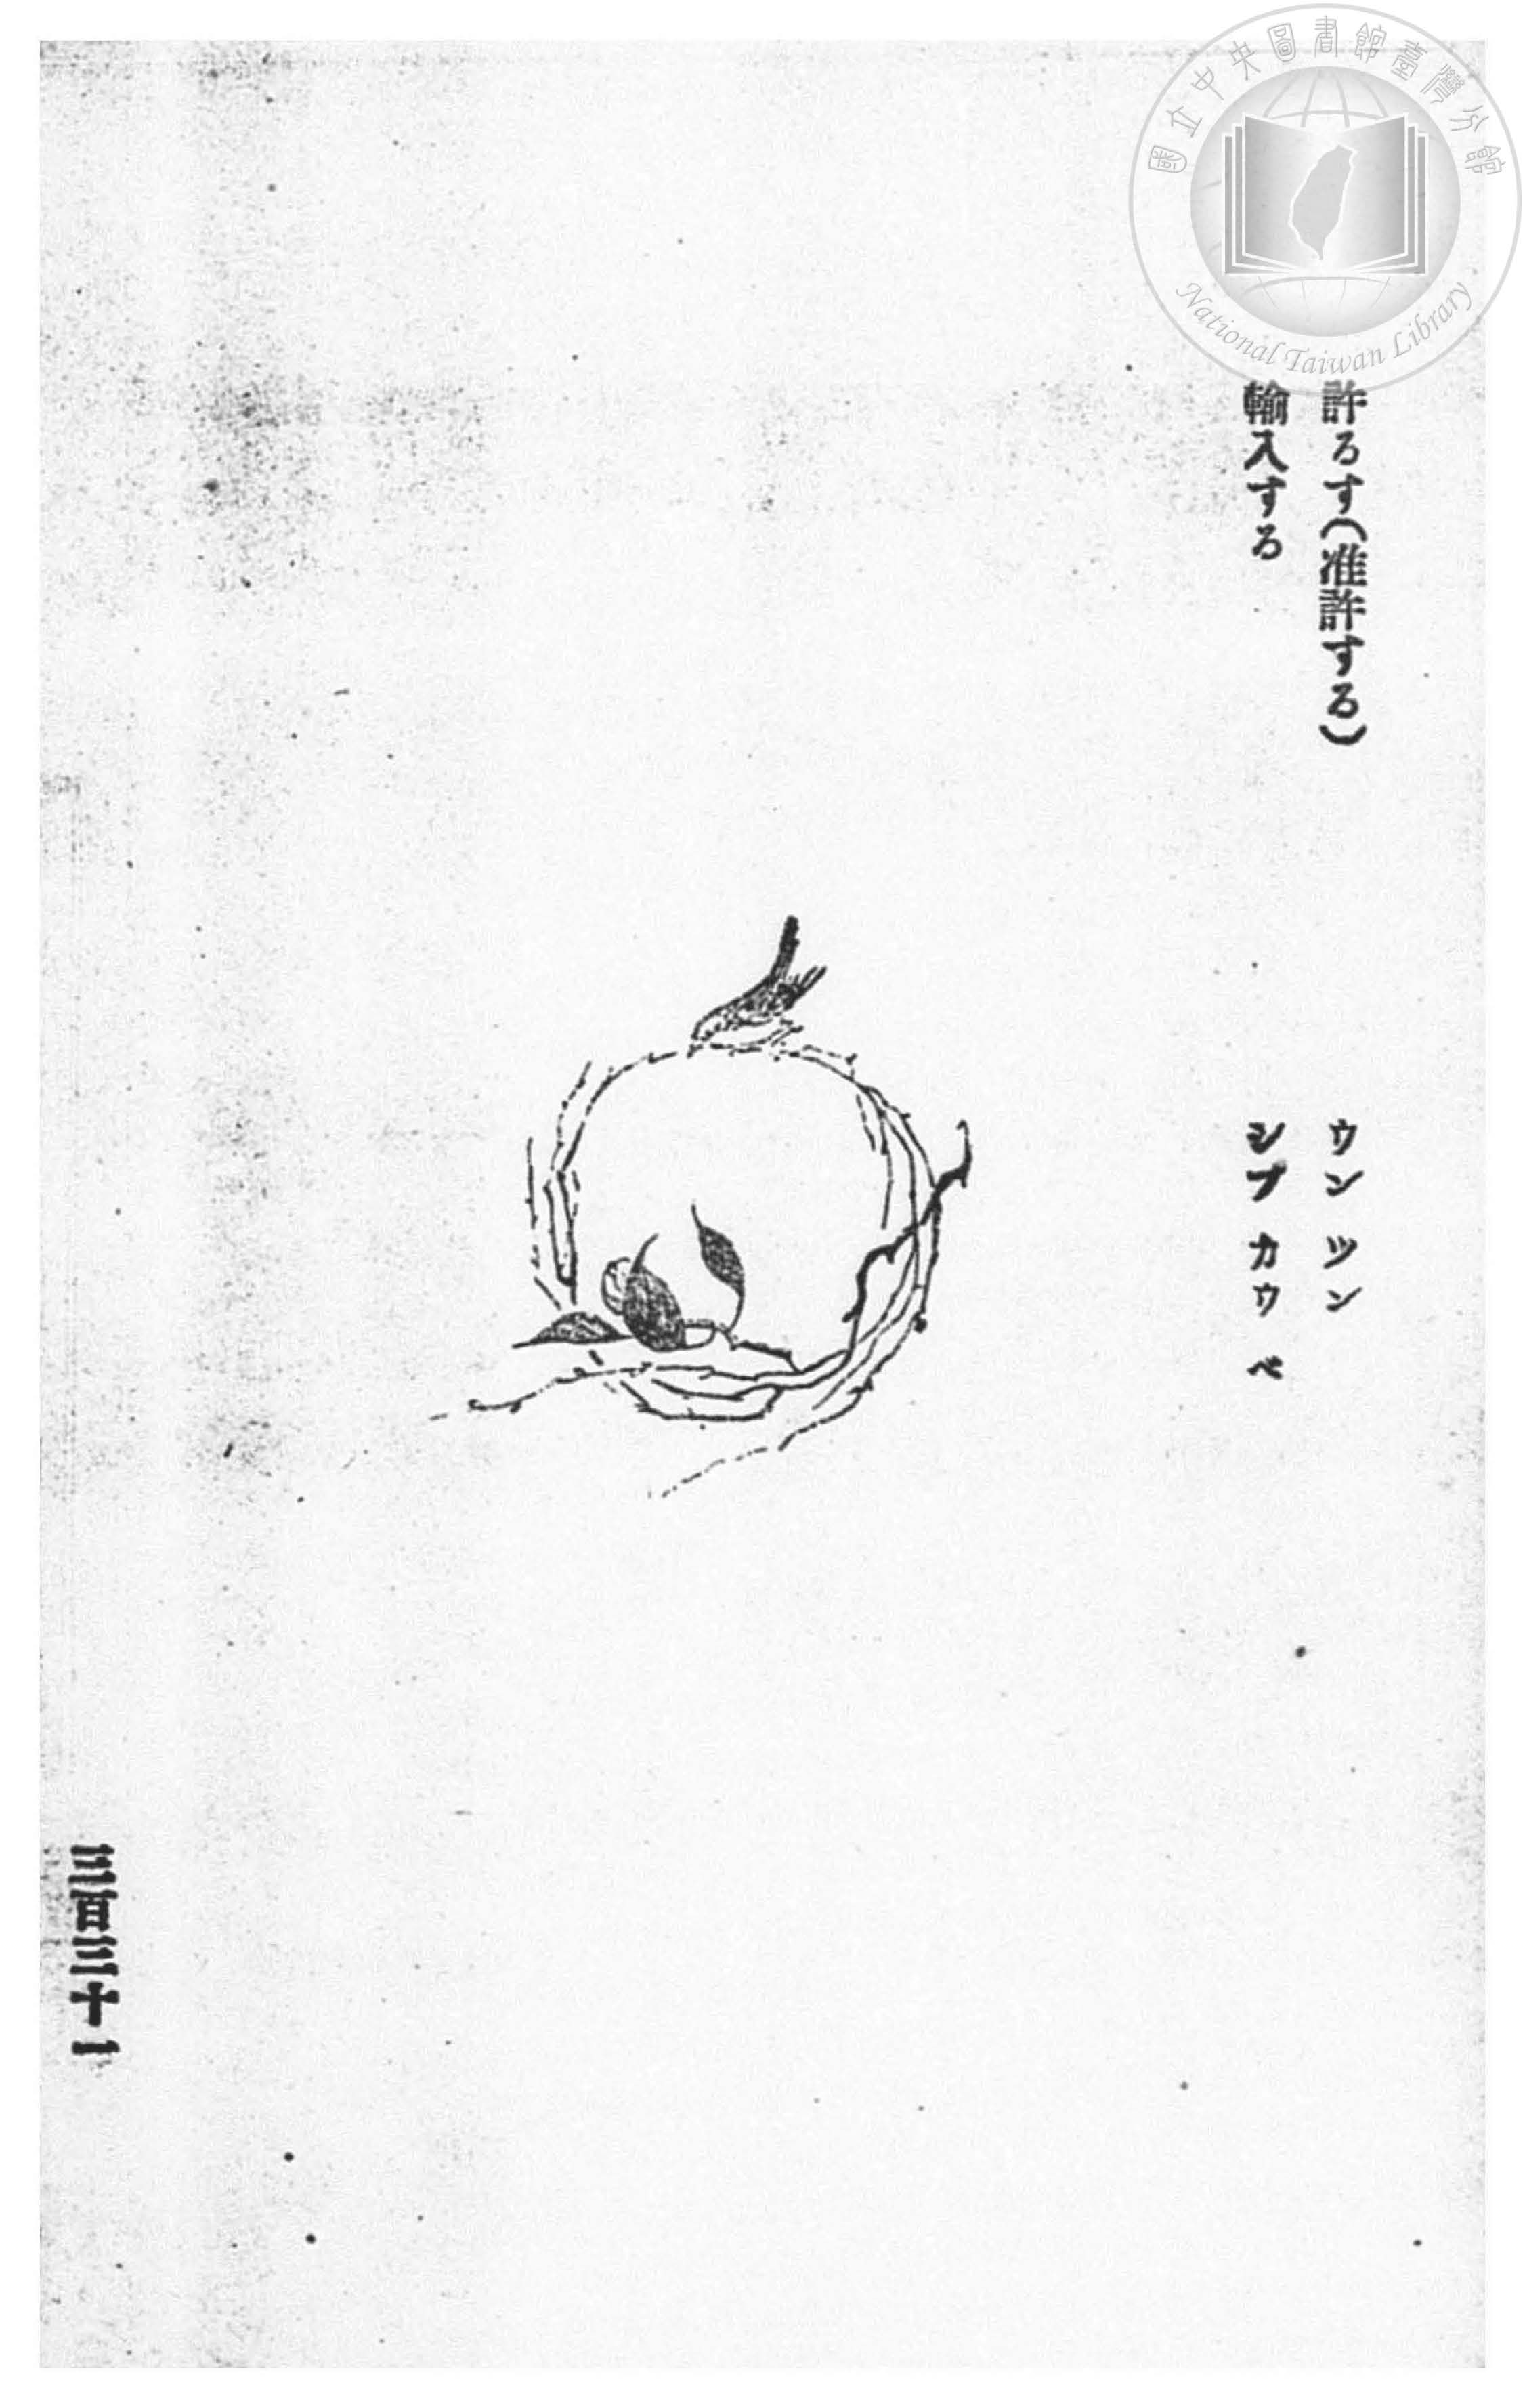 國立中央圖書館臺灣分館
National Taiwan Library
許るす(准許する) ウン ツン
輸入する シプ カウ ベ
三百三十一